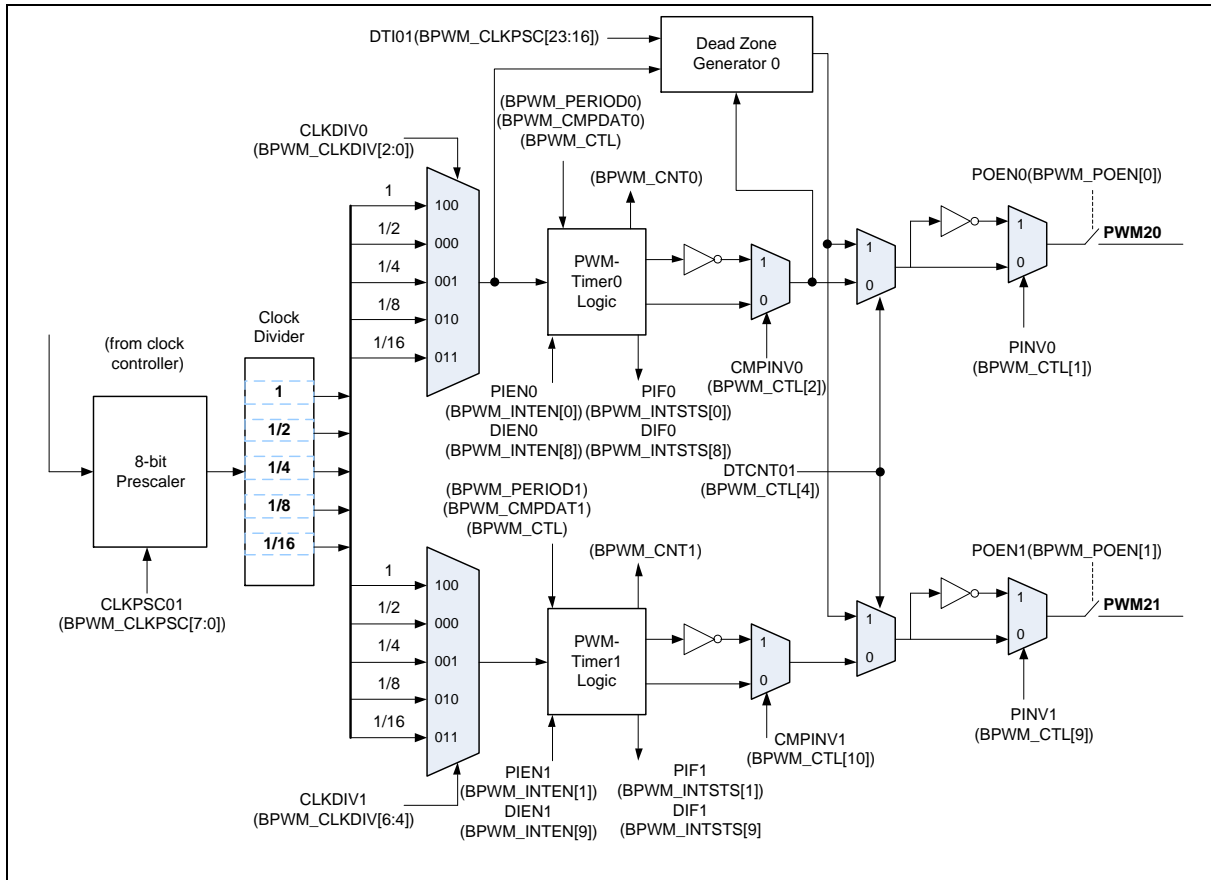 DTI01(BPWM_CLKPSC[23:16])
Dead Zone
Generator 0
(BPWM_PERIOD0)
(BPWM_CMPDAT0)
(BPWM_CTL)
CLKDIV0
(BPWM_CLKDIV[2:0])
(BPWM_CNT0)
POEN0(BPWM_POEN[0])
1
100
1/2
000
1/4
001
1/8
010
1/16
011
PWM-
Timer0
Logic
1
0
1
0
1
0
PWM20
CMPINV0
(BPWM_CTL[2])
PINV0
(BPWM_CTL[1])
PIEN0
(BPWM_INTEN[0])
DIEN0
(BPWM_INTEN[8])
PIF0
(BPWM_INTSTS[0])
DIF0
(BPWM_INTSTS[8])
(from clock
controller)
Clock
Divider
1
1/2
1/4
1/8
1/16
8-bit
Prescaler
CLKPSC01
(BPWM_CLKPSC[7:0])
DTCNT01
(BPWM_CTL[4])
(BPWM_PERIOD1)
(BPWM_CMPDAT1)
(BPWM_CTL)
(BPWM_CNT1)
POEN1(BPWM_POEN[1])
1
100
1/2
000
1/4
001
1/8
010
1/16
011
PWM-
Timer1
Logic
1
0
1
0
1
0
PWM21
CMPINV1
(BPWM_CTL[10])
PINV1
(BPWM_CTL[9])
CLKDIV1
(BPWM_CLKDIV[6:4])
PIEN1
(BPWM_INTEN[1])
DIEN1
(BPWM_INTEN[9])
PIF1
(BPWM_INTSTS[1])
DIF1
(BPWM_INTSTS[9]